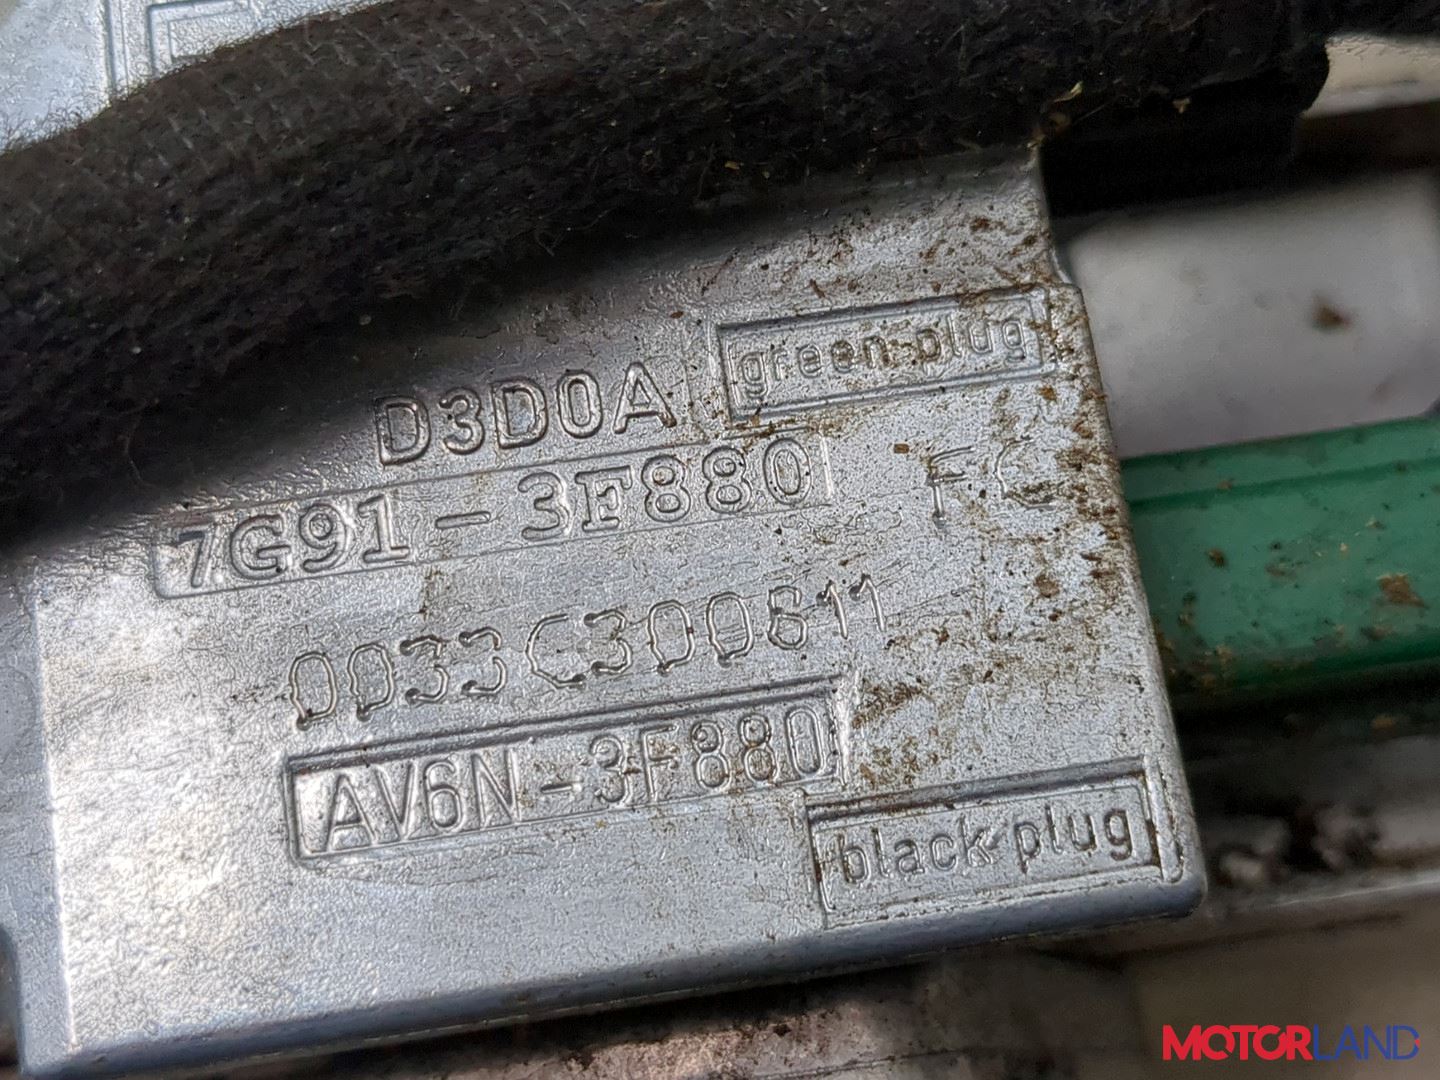 green plug
D3D0A
7G91-3F880
0033C300811
AV6N-3F880
black plug
MOTORLAND